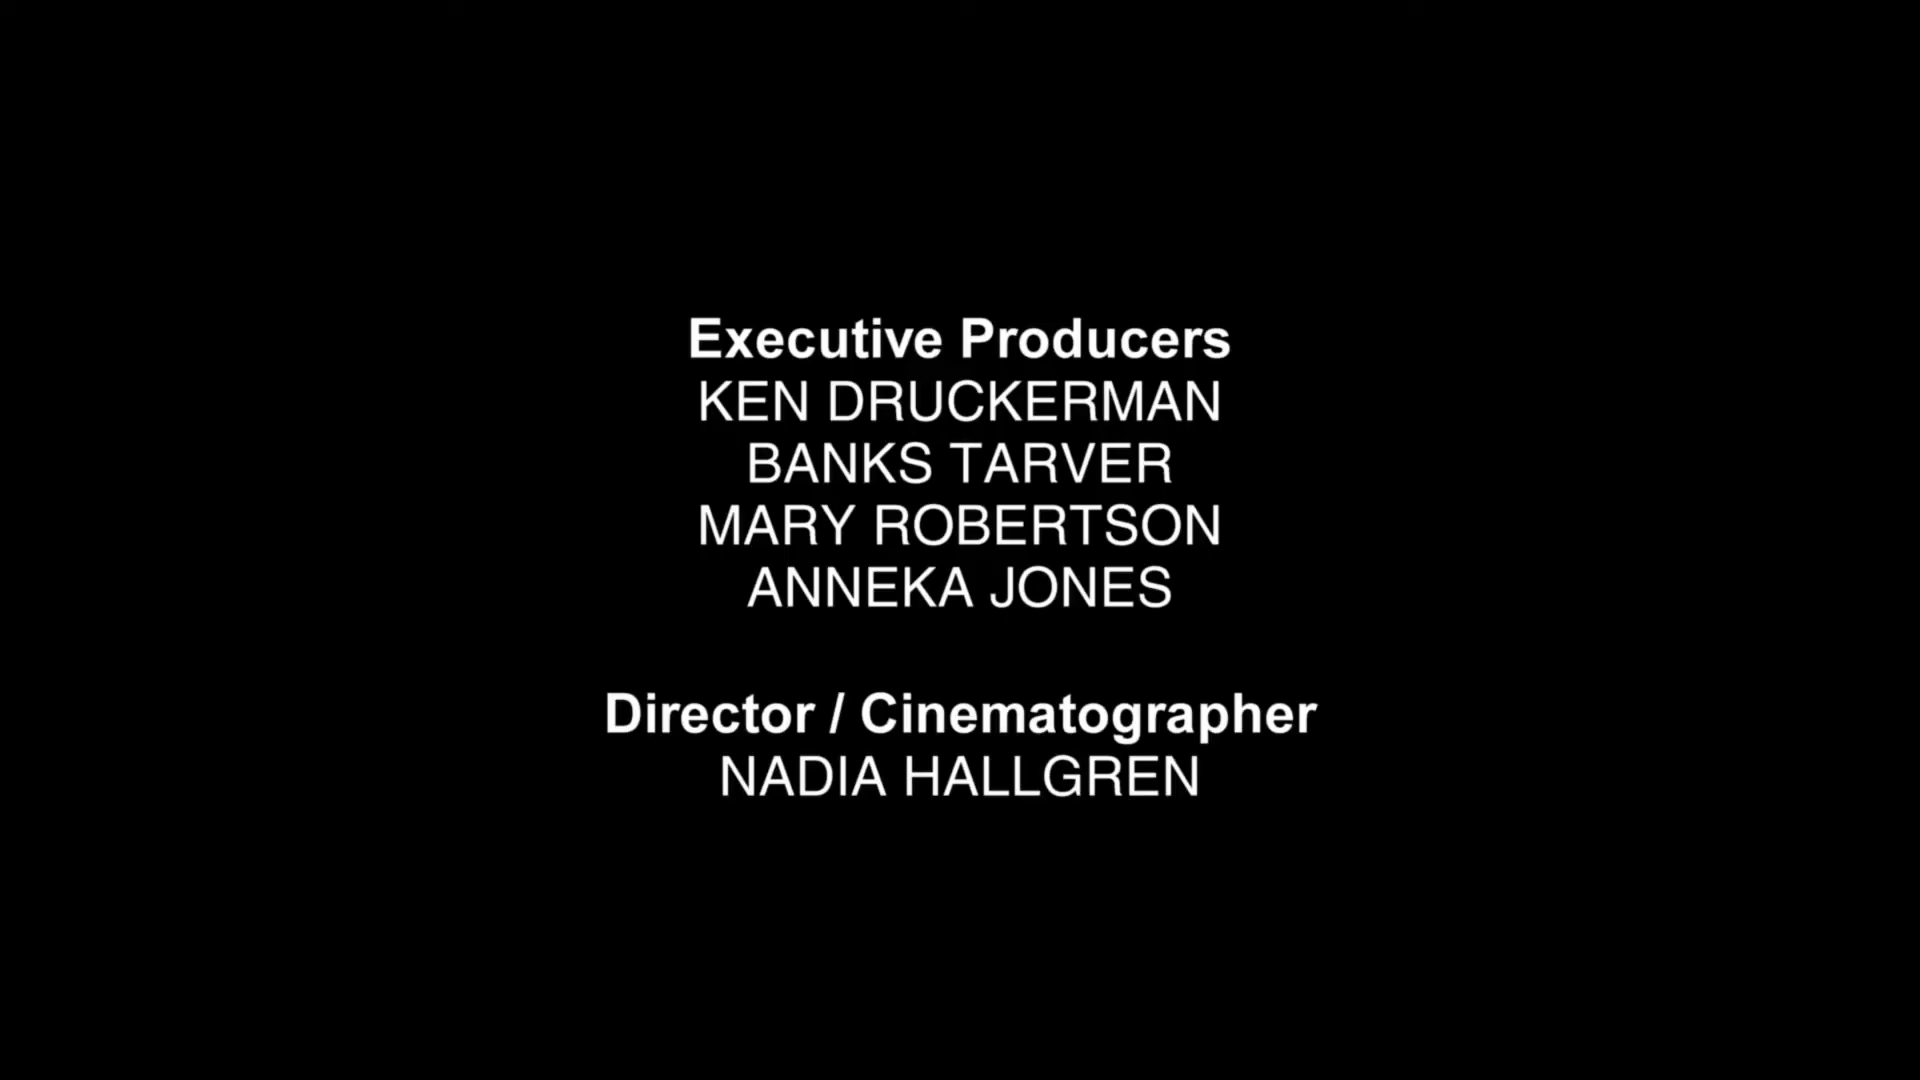 Executive Producers
KEN DRUCKERMAN
BANKS TARVER
MARY ROBERTSON
ANNEKA JONES
Director / Cinematographer
NADIA HALLGREN